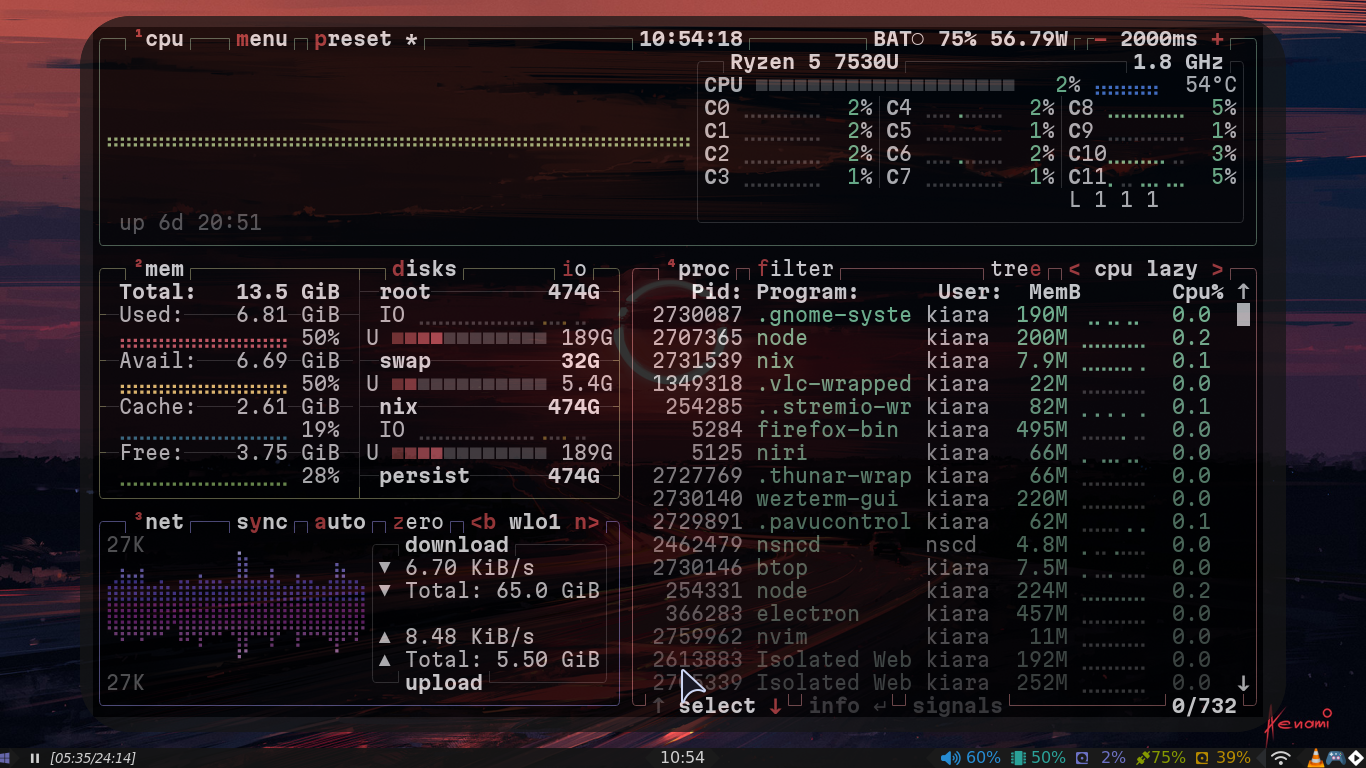 ¹cpu menu preset * 10:54:18 BAT○ 75% 56.79W - 2000ms +
Ryzen 5 7530U 1.8 GHz
CPU 2% 54°C
C0 2% C4 2% C8 5%
C1 2% C5 1% C9 1%
C2 2% C6 2% C10 3%
C3 1% C7 1% C11 5%
L 1 1 1
up 6d 20:51
²mem disks io
Total: 13.5 GiB
Used: 6.81 GiB
50%
Avail: 6.69 GiB
50%
Cache: 2.61 GiB
19%
Free: 3.75 GiB
28%
root 474G
IO
U 189G
swap 32G
U 5.4G
nix 474G
IO
U 189G
persist 474G
³net sync auto zero <b wlo1 n>
27K
27K
download
▼ 6.70 KiB/s
▼ Total: 65.0 GiB
▲ 8.48 KiB/s
▲ Total: 5.50 GiB
upload
⁴proc filter tree < cpu lazy >
Pid: Program: User: MemB Cpu% ↑
2730087 .gnome-syste kiara 190M 0.0
2707365 node kiara 200M 0.2
2731539 nix kiara 7.9M 0.1
1349318 .vlc-wrapped kiara 22M 0.0
254285 ..stremio-wr kiara 82M 0.1
5284 firefox-bin kiara 495M 0.0
5125 niri kiara 66M 0.0
2727769 .thunar-wrap kiara 66M 0.0
2730140 wezterm-gui kiara 220M 0.0
2729891 .pavucontrol kiara 62M 0.1
2462479 nsncd nscd 4.8M 0.0
2730146 btop kiara 7.5M 0.0
254331 node kiara 224M 0.2
366283 electron kiara 457M 0.0
2759962 nvim kiara 11M 0.0
2613883 Isolated Web kiara 192M 0.0
Isolated Web kiara 252M 0.0 ↓
↑ select ↓ info ↵ signals 0/732
Xenami
[05:35/24:14] 10:54 60% 50% 2% 75% 39%